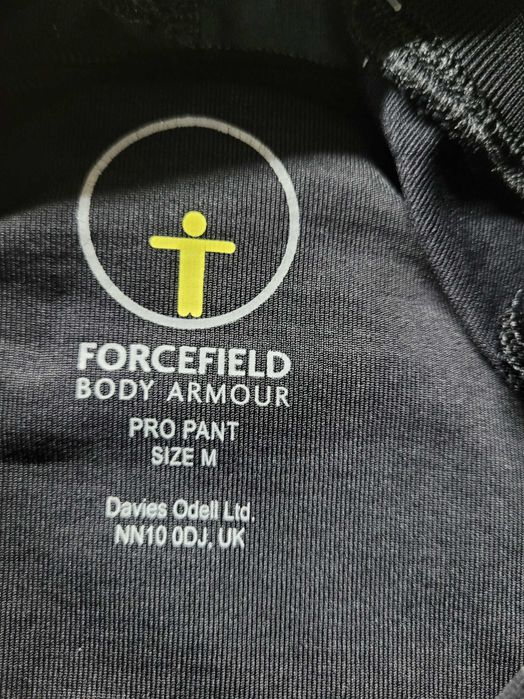 FORCEFIELD
BODY ARMOUR
PRO PANT
SIZE M
Davies Odell Ltd.
NN10 0DJ, UK